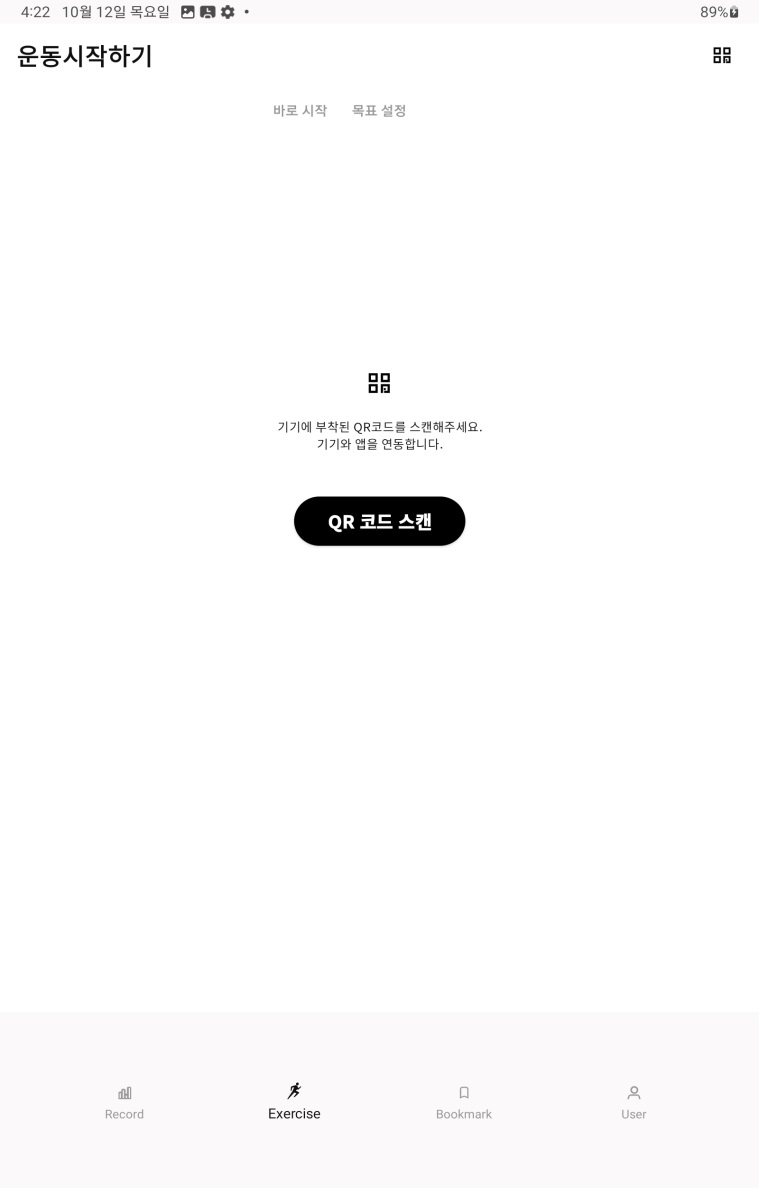 4:22 10월 12일 목요일 89%
운동시작하기
바로 시작 목표 설정
기기에 부착된 QR코드를 스캔해주세요.
기기와 앱을 연동합니다.
QR 코드 스캔
Record Exercise Bookmark User